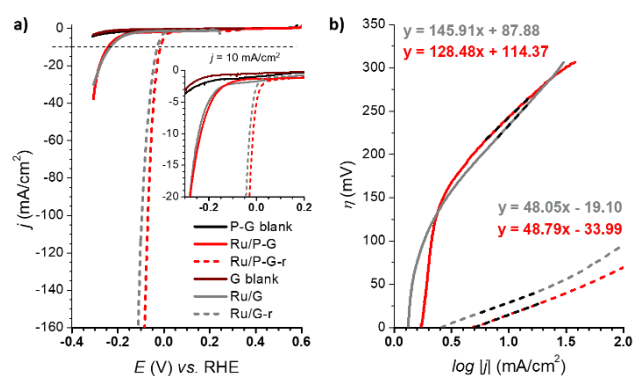 a)
0
-20
-40
-60
-80
-100
-120
-140
-160
j (mA/cm²)
j = 10 mA/cm²
0
-5
-10
-15
-20
-0.2 0.0 0.2
P-G blank
Ru/P-G
Ru/P-G-r
G blank
Ru/G
Ru/G-r
-0.4 -0.2 0.0 0.2 0.4 0.6
E (V) vs. RHE
b)
y = 145.91x + 87.88
y = 128.48x + 114.37
350
300
250
200
150
100
50
0
η (mV)
y = 48.05x - 19.10
y = 48.79x - 33.99
0.0 0.5 1.0 1.5 2.0
log |j| (mA/cm²)